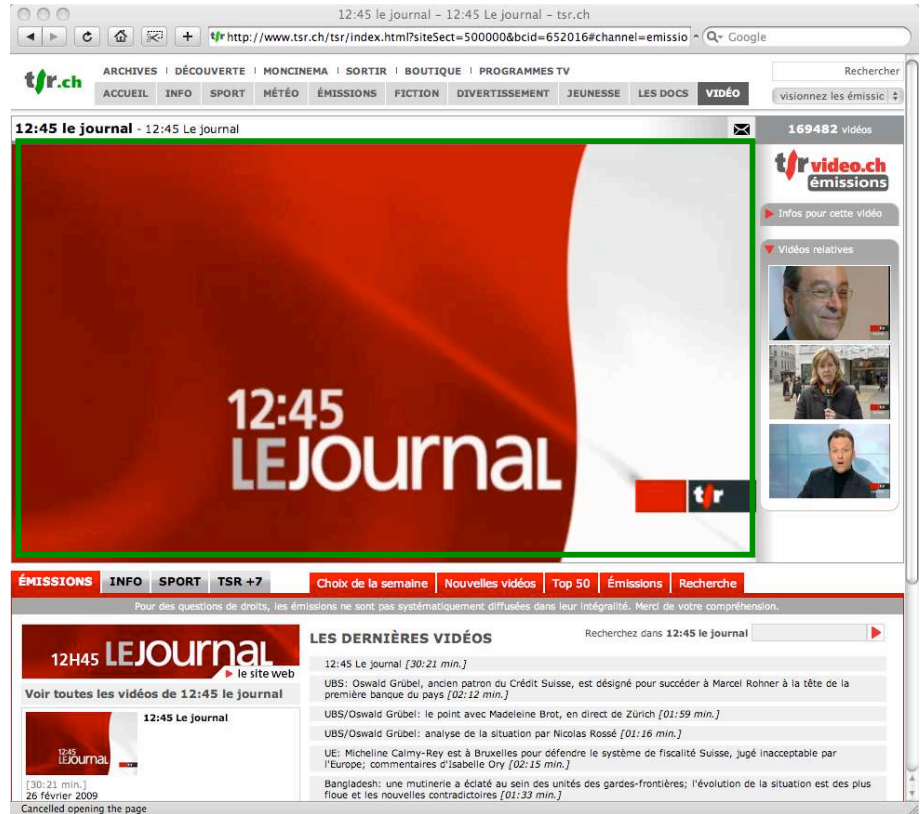 12:45 le journal – 12:45 Le journal – tsr.ch
http://www.tsr.ch/tsr/index.html?siteSect=500000&bcid=652016#channel=emissio
Google
tsr.ch
ARCHIVES | DÉCOUVERTE | MONCINEMA | SORTIR | BOUTIQUE | PROGRAMMES TV
Rechercher
ACCUEIL INFO SPORT MÉTÉO ÉMISSIONS FICTION DIVERTISSEMENT JEUNESSE LES DOCS VIDÉO
visionnez les émissic
12:45 le journal - 12:45 Le journal
169482 vidéos
tsr video.ch
émissions
Infos pour cette vidéo
Vidéos relatives
12:45
LEJOURNAL
tsr
ÉMISSIONS INFO SPORT TSR +7
Choix de la semaine Nouvelles vidéos Top 50 Émissions Recherche
Pour des questions de droits, les émissions ne sont pas systématiquement diffusées dans leur intégralité. Merci de votre compréhension.
12H45 LEJOURNAL
le site web
Voir toutes les vidéos de 12:45 le journal
12:45 Le journal
12:45
LEJOURNAL
[30:21 min.]
26 février 2009
LES DERNIÈRES VIDÉOS
Recherchez dans 12:45 le journal
12:45 Le journal [30:21 min.]
UBS: Oswald Grübel, ancien patron du Crédit Suisse, est désigné pour succéder à Marcel Rohner à la tête de la
première banque du pays [02:12 min.]
UBS/Oswald Grübel: le point avec Madeleine Brot, en direct de Zürich [01:59 min.]
UBS/Oswald Grübel: analyse de la situation par Nicolas Rossé [01:16 min.]
UE: Micheline Calmy-Rey est à Bruxelles pour défendre le système de fiscalité Suisse, jugé inacceptable par
l'Europe; commentaires d'Isabelle Ory [02:15 min.]
Bangladesh: une mutinerie a éclaté au sein des unités des gardes-frontières; l'évolution de la situation est des plus
floue et les nouvelles contradictoires [01:33 min.]
Cancelled opening the page